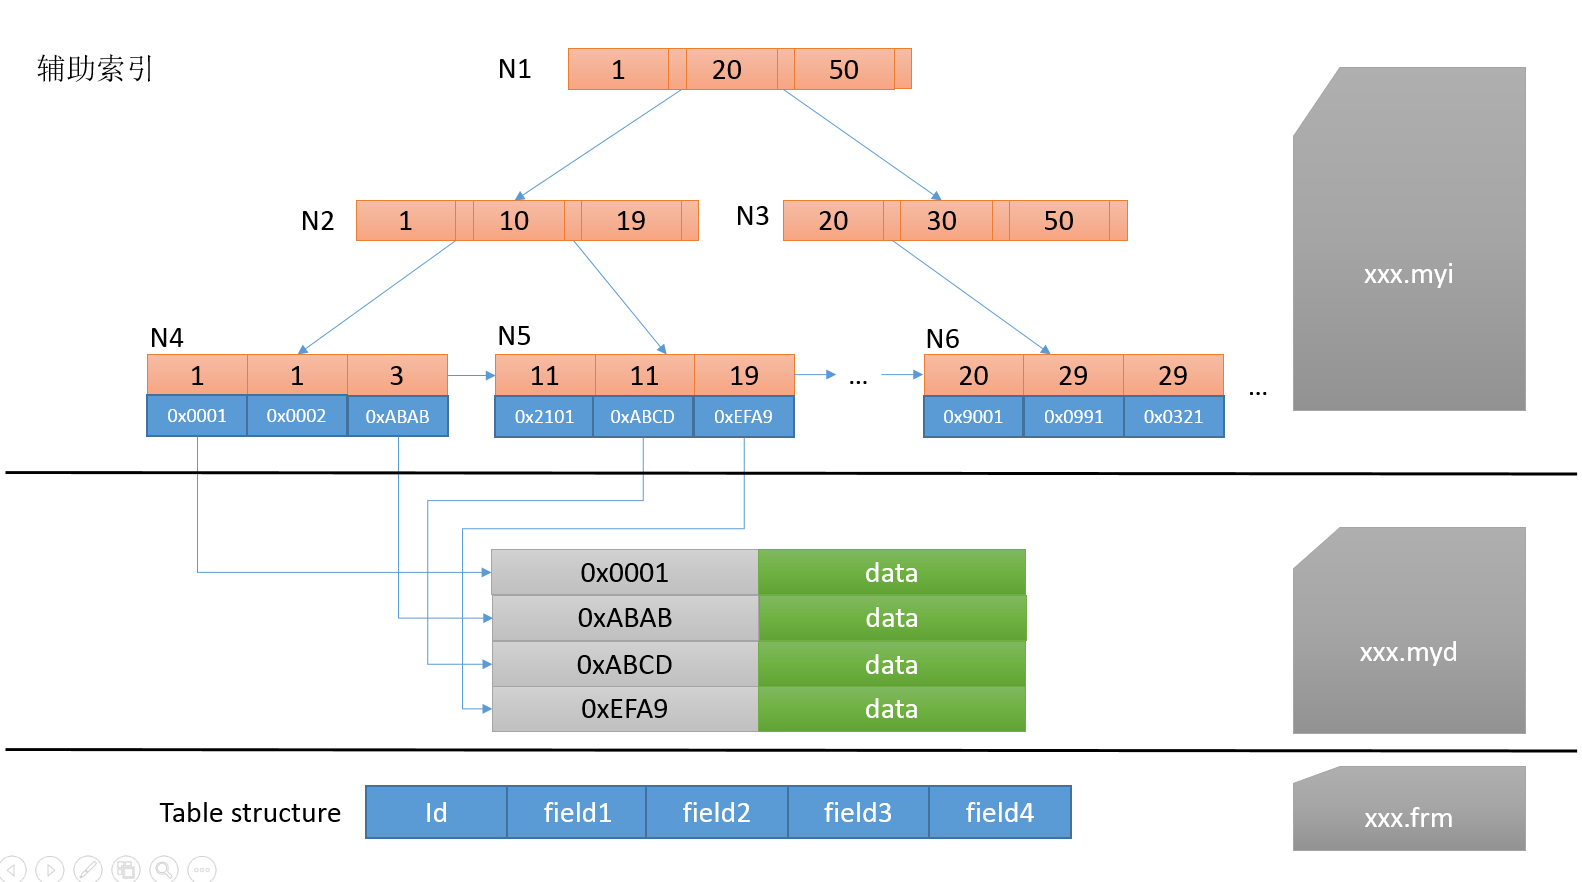 辅助索引
N1
1 20 50
N2
1 10 19
N3
20 30 50
xxx.myi
N4
1 1 3
0x0001 0x0002 0xABAB
N5
11 11 19
0x2101 0xABCD 0xEFA9
...
N6
20 29 29
0x9001 0x0991 0x0321
...
0x0001 data
0xABAB data
0xABCD data
0xEFA9 data
xxx.myd
Table structure
Id field1 field2 field3 field4
xxx.frm